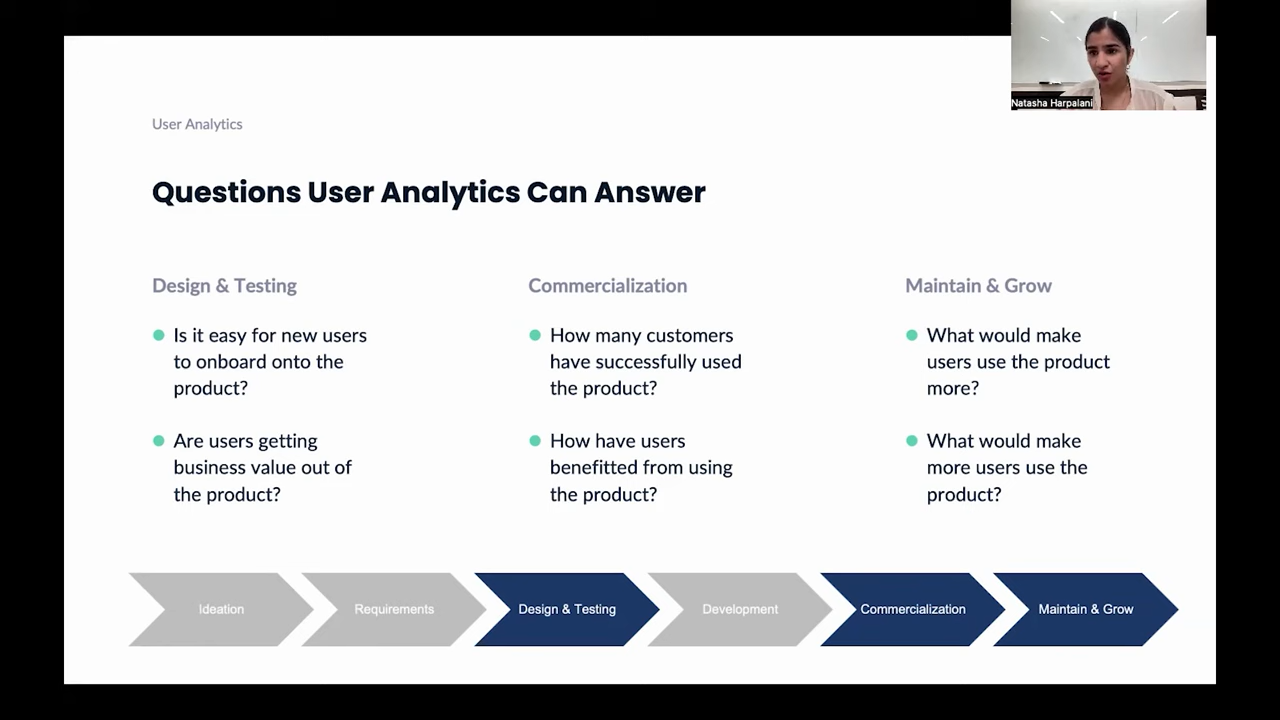 Natasha Harpalani
User Analytics
Questions User Analytics Can Answer
Design & Testing
Is it easy for new users
to onboard onto the
product?
Are users getting
business value out of
the product?
Commercialization
How many customers
have successfully used
the product?
How have users
benefitted from using
the product?
Maintain & Grow
What would make
users use the product
more?
What would make
more users use the
product?
Ideation
Requirements
Design & Testing
Development
Commercialization
Maintain & Grow